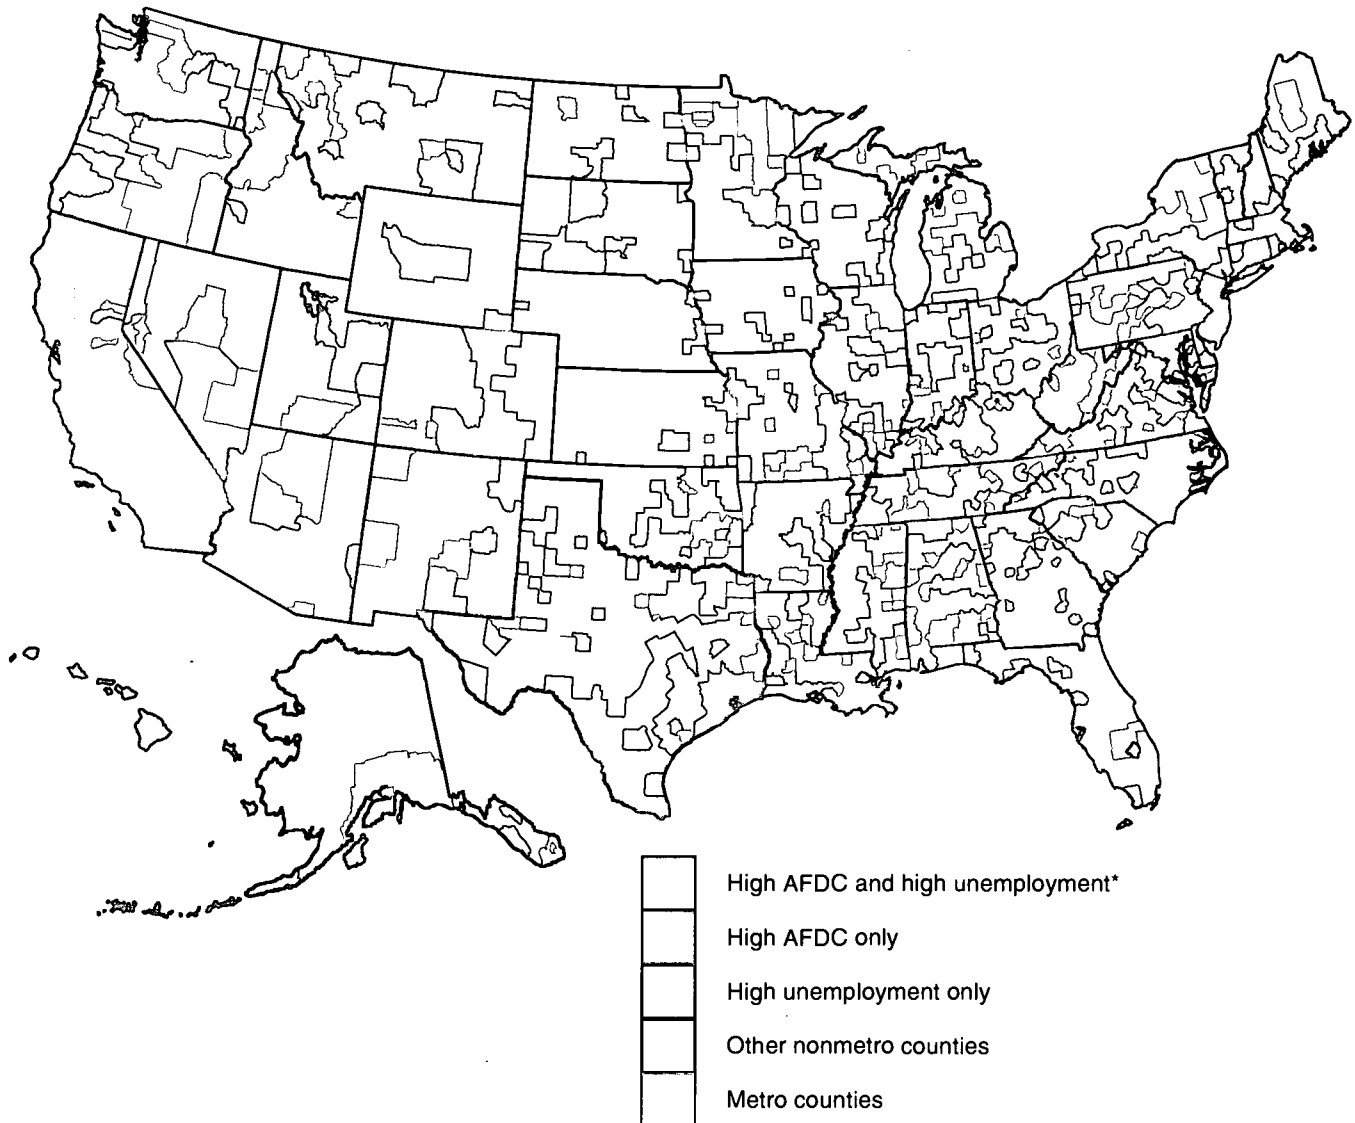 High AFDC and high unemployment*
High AFDC only
High unemployment only
Other nonmetro counties
Metro counties